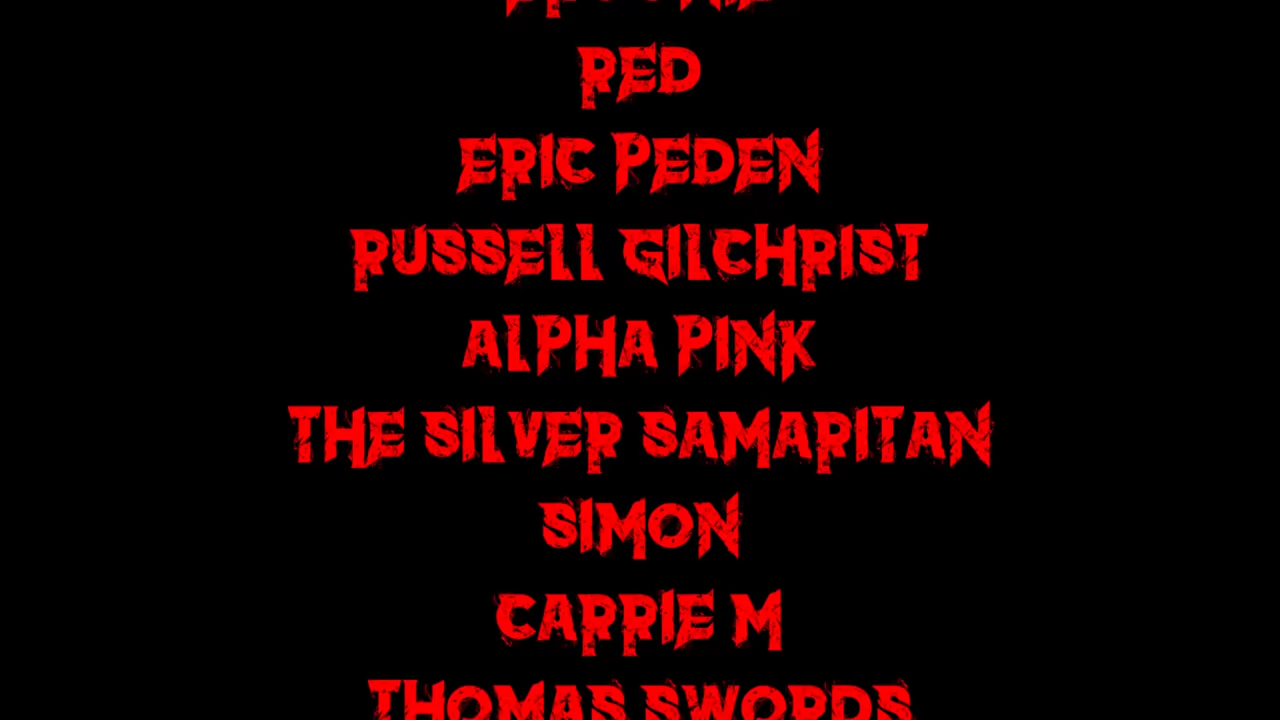 RED
ERIC PEDEN
RUSSELL GILCHRIST
ALPHA PINK
THE SILVER SAMARITAN
SIMON
CARRIE M
THOMAS SWORDS